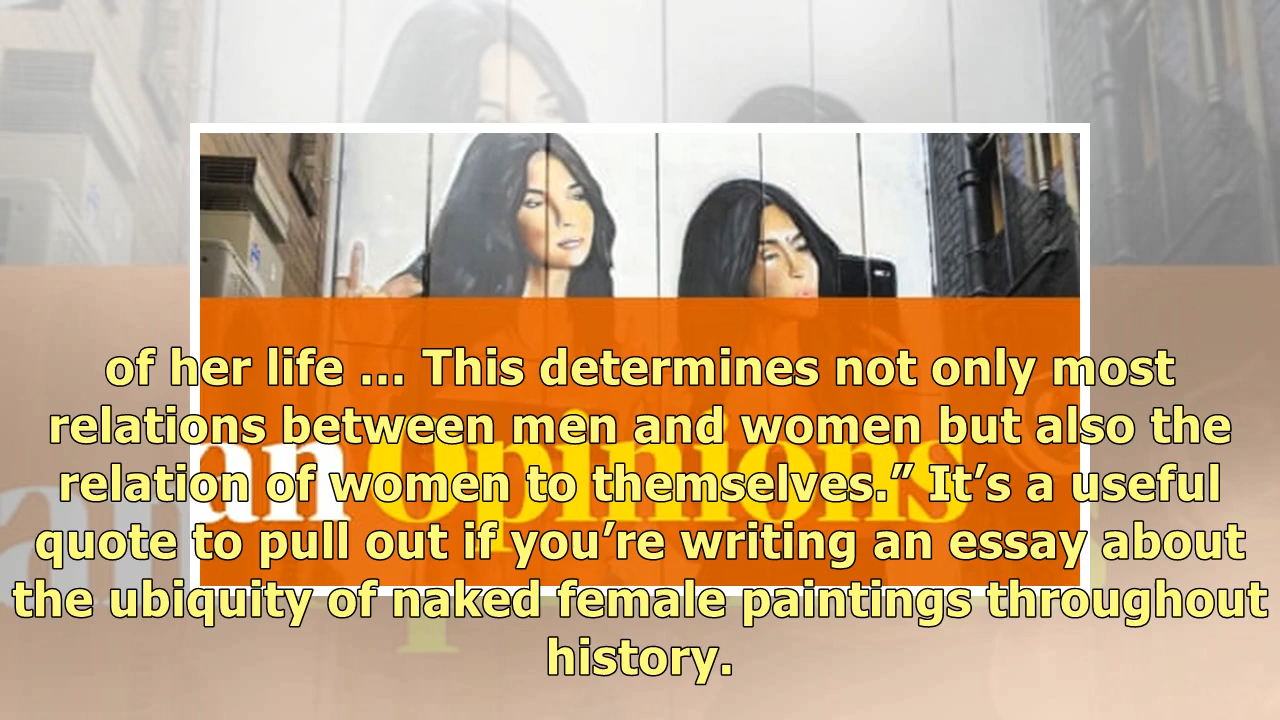 of her life ... This determines not only most
relations between men and women but also the
relation of women to themselves.” It’s a useful
quote to pull out if you’re writing an essay about
the ubiquity of naked female paintings throughout
history.
an Opinions